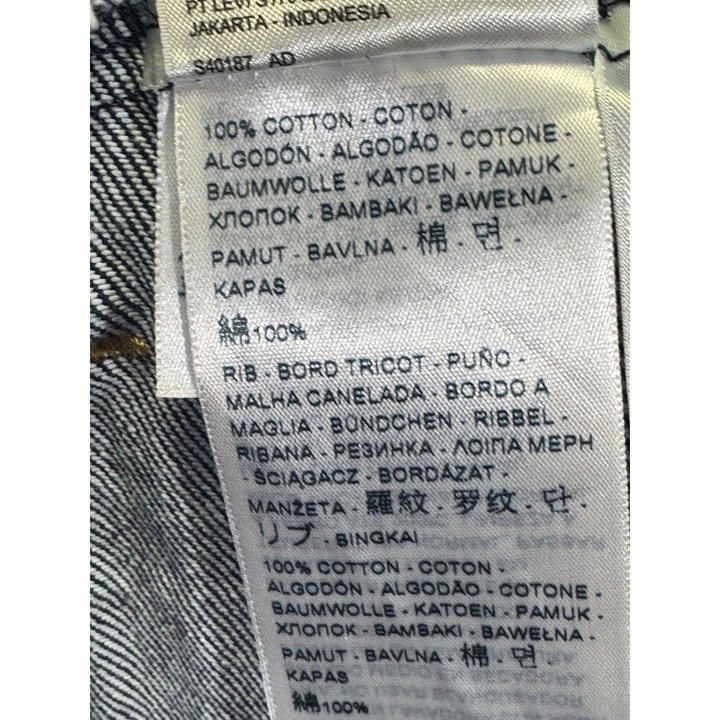 JAKARTA - INDONESIA
S40187 AD
100% COTTON - COTON -
ALGODÓN - ALGODÃO - COTONE -
BAUMWOLLE - KATOEN - PAMUK -
ХЛОПОК - ΒΑΜΒΑΚΙ - BAWEŁNA -
PAMUT - BAVLNA - 棉 - 면 -
KAPAS
綿100%
RIB - BORD TRICOT - PUÑO -
MALHA CANELADA - BORDO A
MAGLIA - BÜNDCHEN - RIBBEL -
RIBANA - РЕЗИНКА - ΛΟΙΠΑ ΜΕΡΗ
- ŚCIĄGACZ - BORDÁZAT -
MANŽETA - 羅紋 - 罗纹 - 단 -
リブ - BINGKAI
100% COTTON - COTON -
ALGODÓN - ALGODÃO - COTONE -
BAUMWOLLE - KATOEN - PAMUK -
ХЛОПОК - ΒΑΜΒΑΚΙ - BAWEŁNA -
PAMUT - BAVLNA - 棉 - 면 -
KAPAS
綿100%